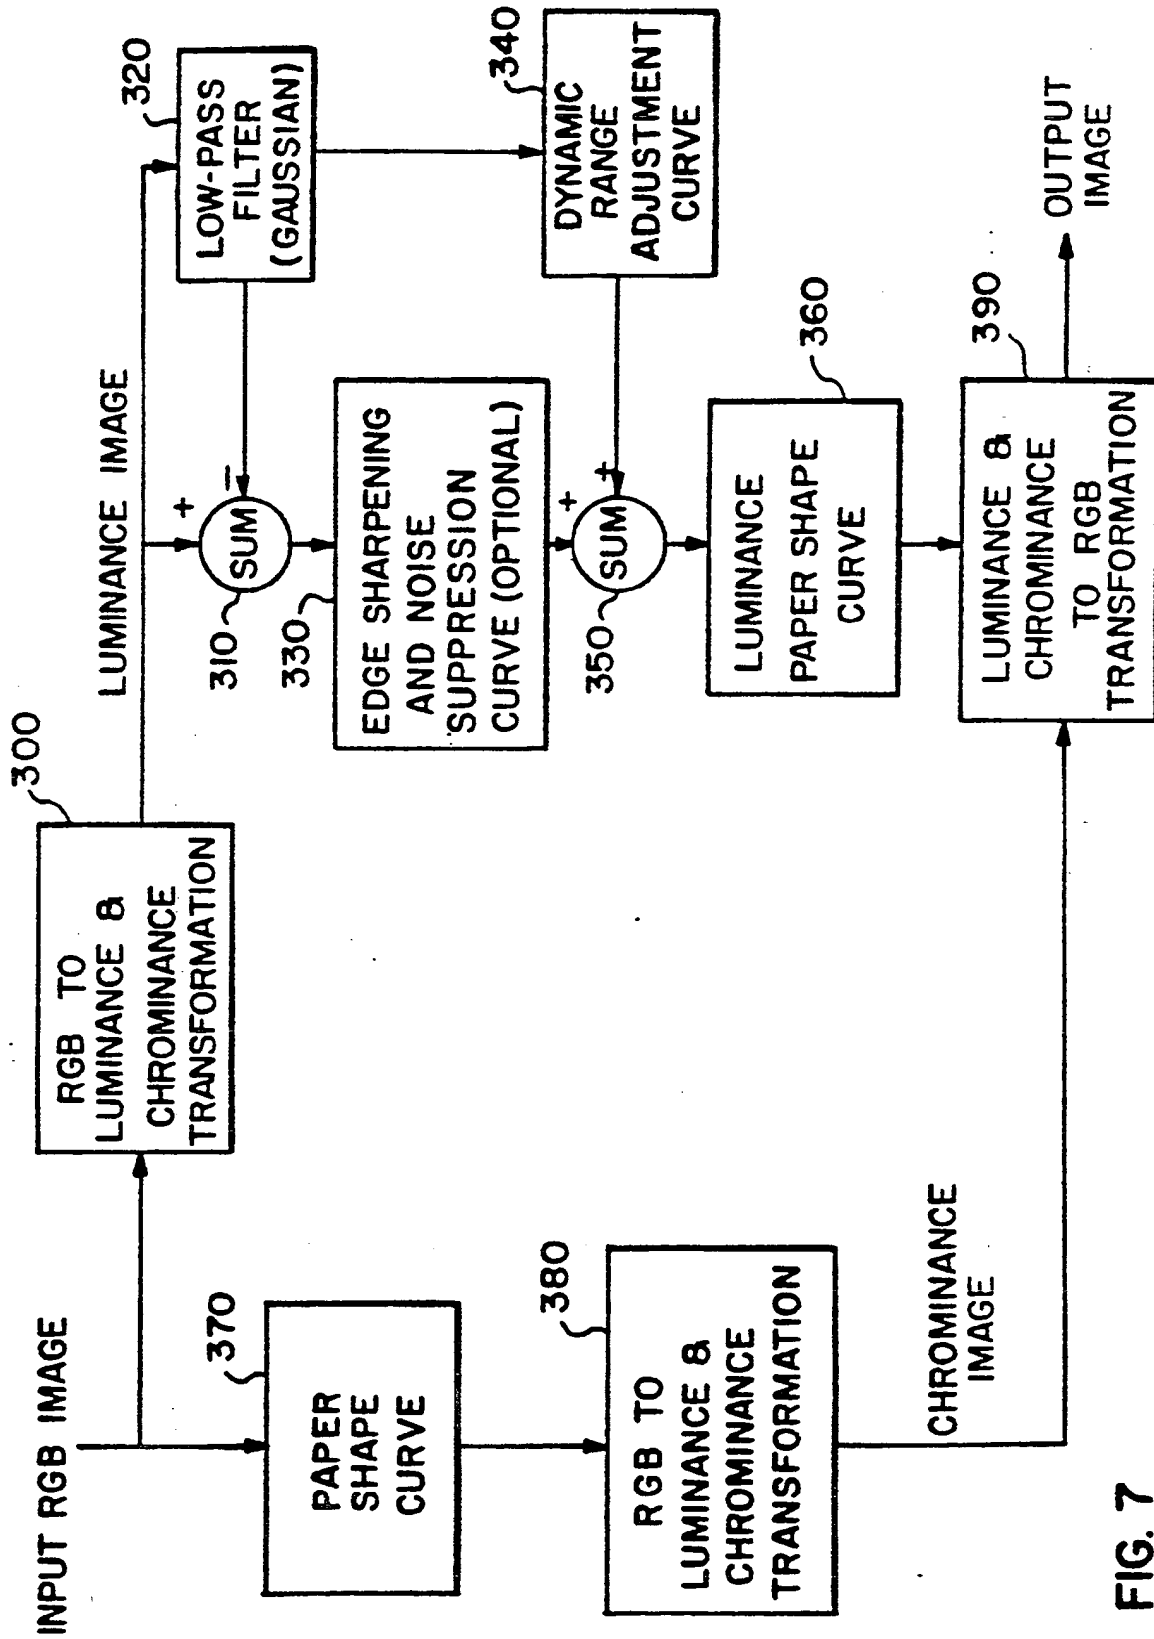 INPUT RGB IMAGE
300
RGB TO
LUMINANCE &
CHROMINANCE
TRANSFORMATION
LUMINANCE IMAGE
320
LOW-PASS
FILTER
(GAUSSIAN)
+
−
SUM
310
330
EDGE SHARPENING
AND NOISE
SUPPRESSION
CURVE (OPTIONAL)
340
DYNAMIC
RANGE
ADJUSTMENT
CURVE
+
+
SUM
350
360
LUMINANCE
PAPER SHAPE
CURVE
370
PAPER
SHAPE
CURVE
380
RGB TO
LUMINANCE &
CHROMINANCE
TRANSFORMATION
CHROMINANCE
IMAGE
390
LUMINANCE &
CHROMINANCE
TO RGB
TRANSFORMATION
OUTPUT
IMAGE
FIG. 7